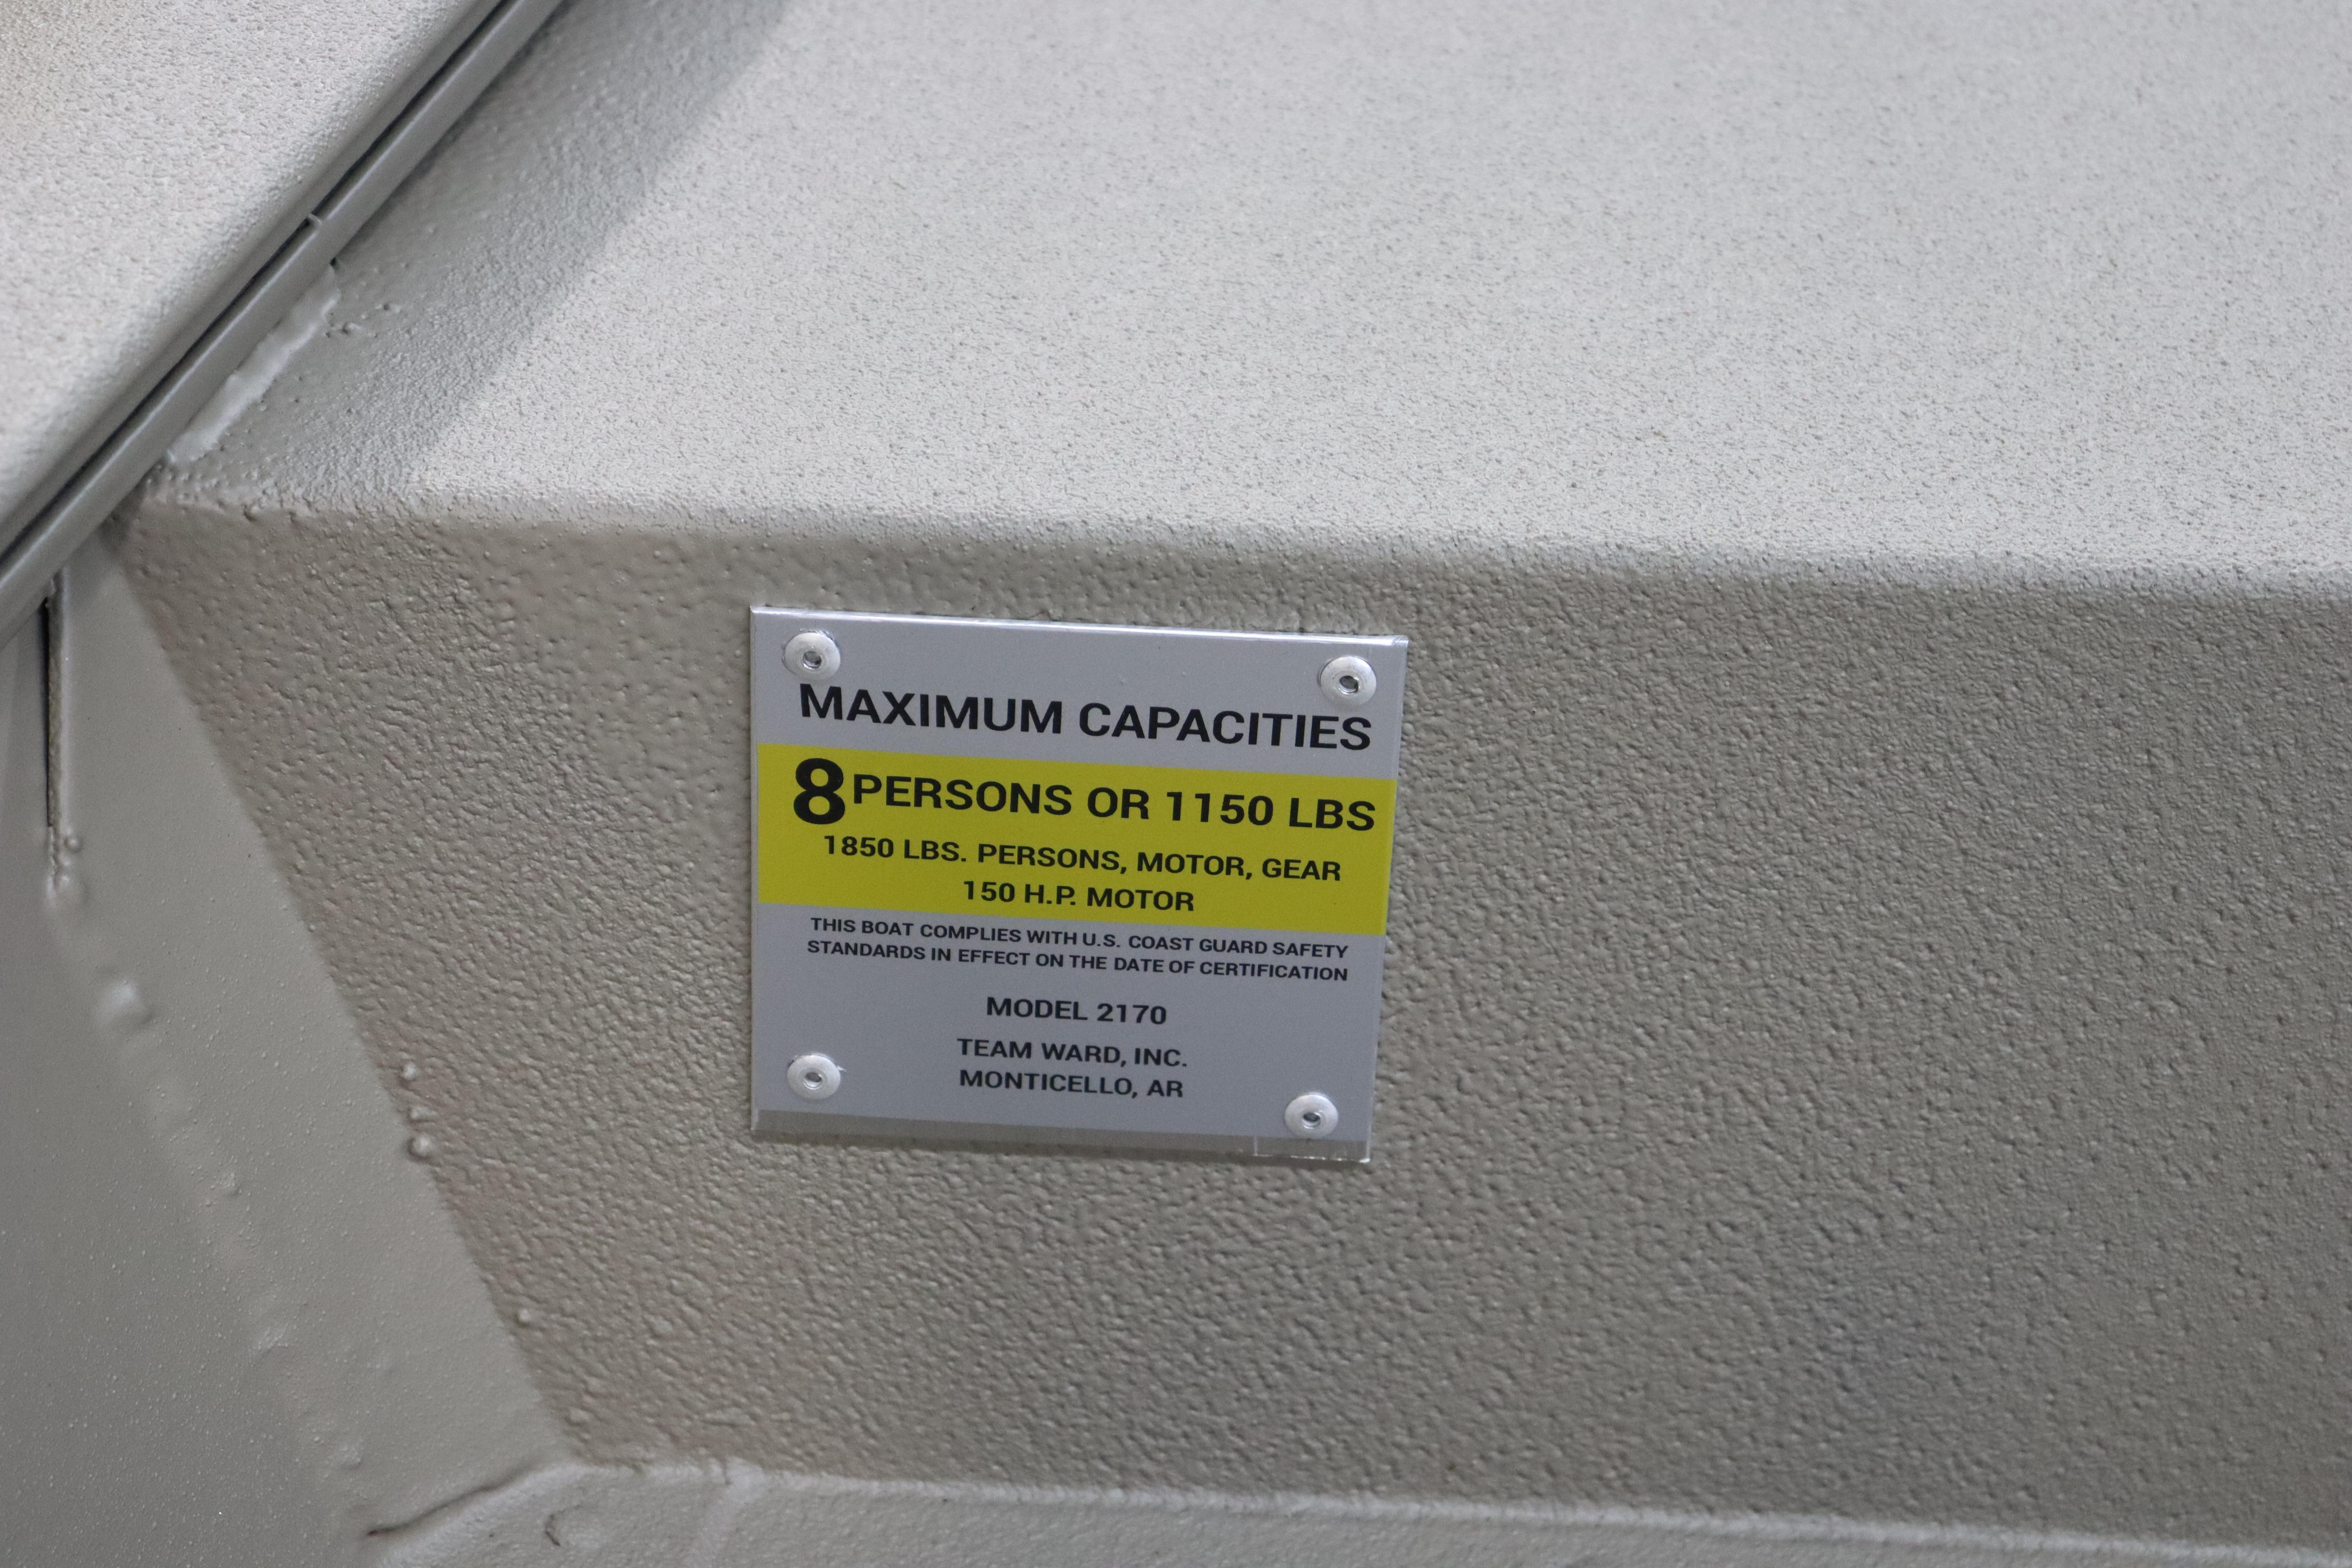 MAXIMUM CAPACITIES
8 PERSONS OR 1150 LBS
1850 LBS. PERSONS, MOTOR, GEAR
150 H.P. MOTOR
THIS BOAT COMPLIES WITH U.S. COAST GUARD SAFETY
STANDARDS IN EFFECT ON THE DATE OF CERTIFICATION
MODEL 2170
TEAM WARD, INC.
MONTICELLO, AR